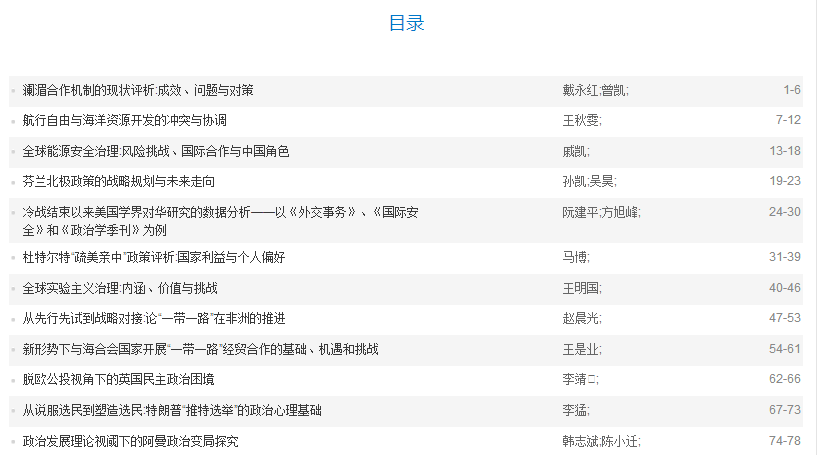 目录
澜湄合作机制的现状评析:成效、问题与对策 戴永红;曾凯; 1-6
航行自由与海洋资源开发的冲突与协调 王秋雯; 7-12
全球能源安全治理:风险挑战、国际合作与中国角色 戚凯; 13-18
芬兰北极政策的战略规划与未来走向 孙凯;吴昊; 19-23
冷战结束以来美国学界对华研究的数据分析——以《外交事务》、《国际安 阮建平;方旭峰; 24-30
全》和《政治学季刊》为例
杜特尔特“疏美亲中”政策评析:国家利益与个人偏好 马博; 31-39
全球实验主义治理:内涵、价值与挑战 王明国; 40-46
从先行先试到战略对接:论“一带一路”在非洲的推进 赵晨光; 47-53
新形势下与海合会国家开展“一带一路”经贸合作的基础、机遇和挑战 王是业; 54-61
脱欧公投视角下的英国民主政治困境 李靖□; 62-66
从说服选民到塑造选民:特朗普“推特选举”的政治心理基础 李猛; 67-73
政治发展理论视阈下的阿曼政治变局探究 韩志斌;陈小迁; 74-78